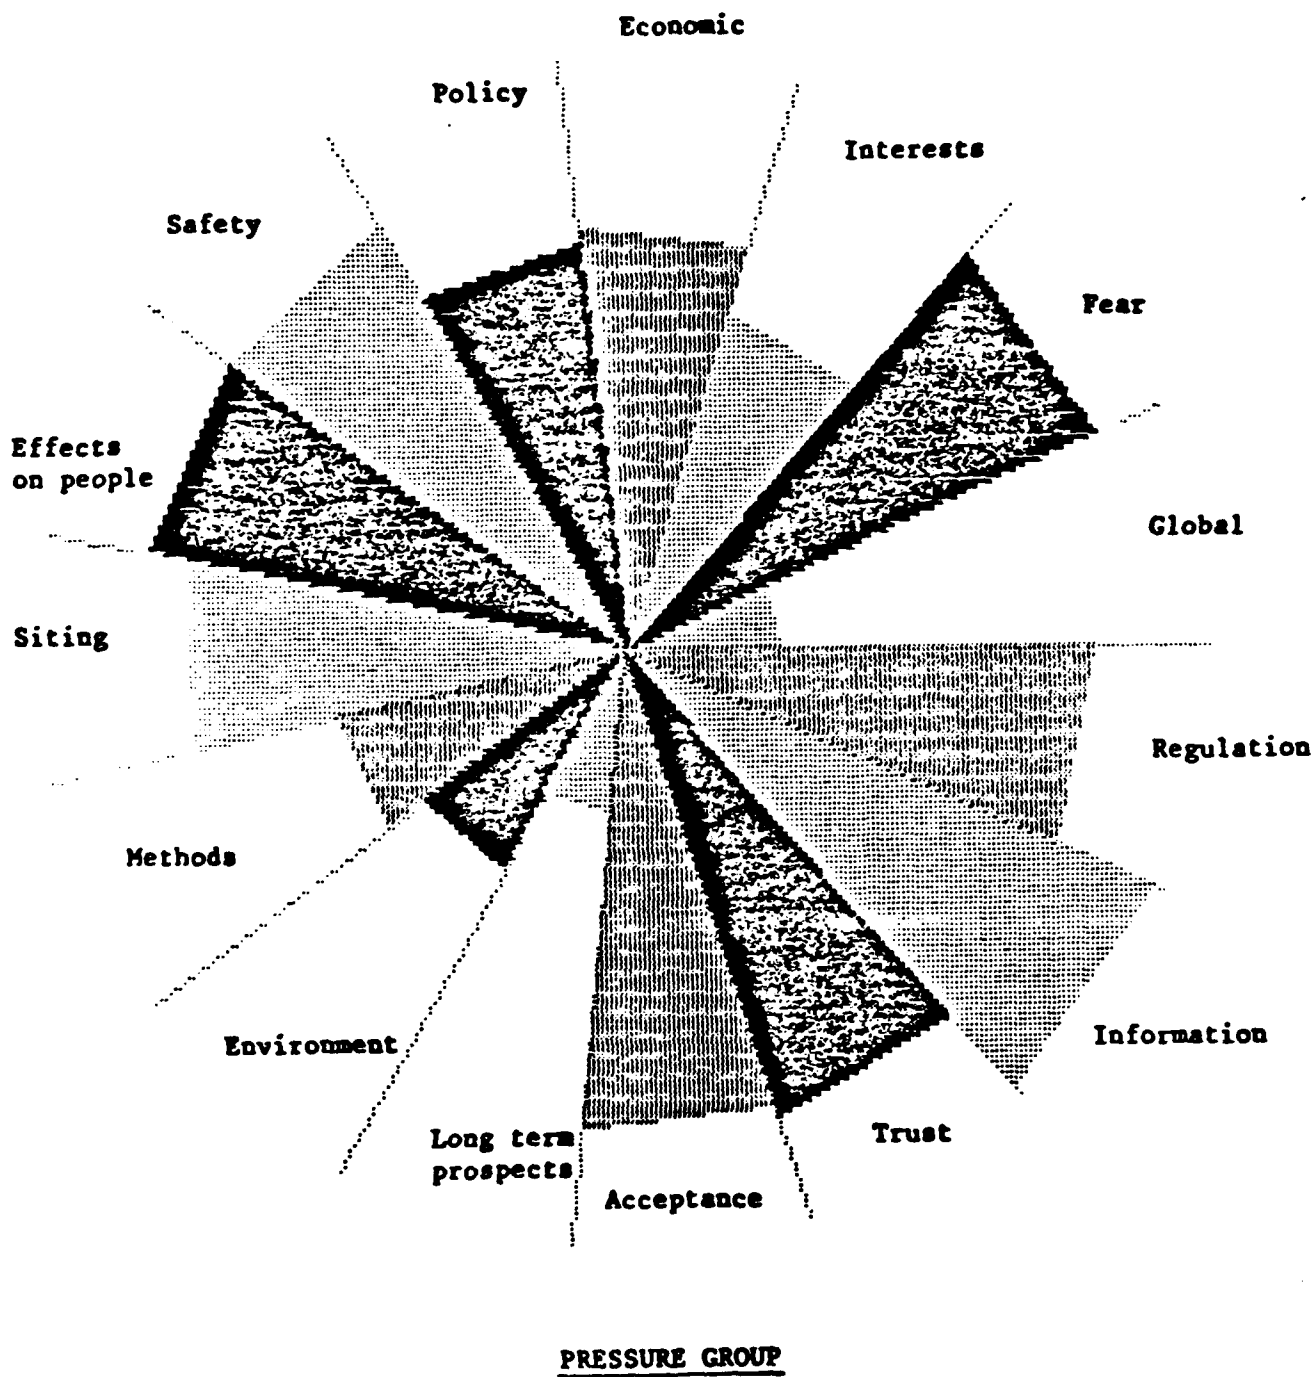 Economic
Policy
Interests
Safety
Fear
Effects
on people
Global
Siting
Regulation
Methods
Information
Environment
Long term
prospects
Trust
Acceptance
PRESSURE GROUP